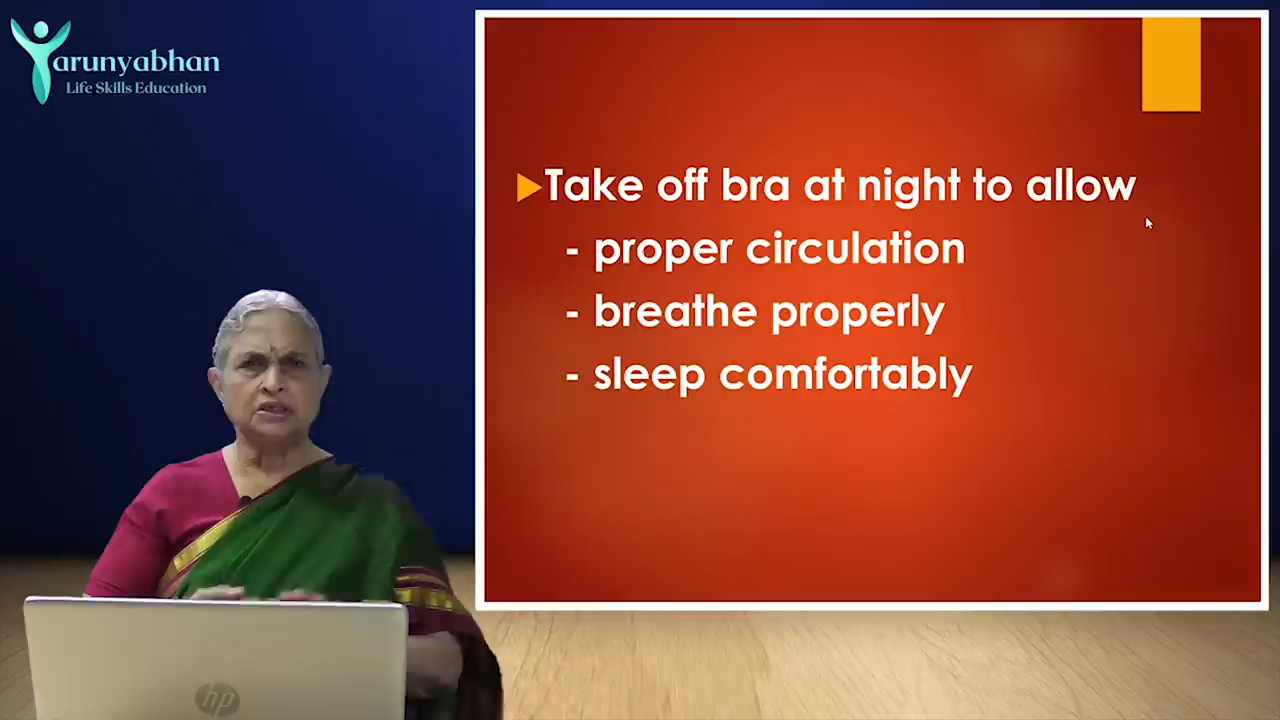 arunyabhan
Life Skills Education
Take off bra at night to allow
- proper circulation
- breathe properly
- sleep comfortably
hp